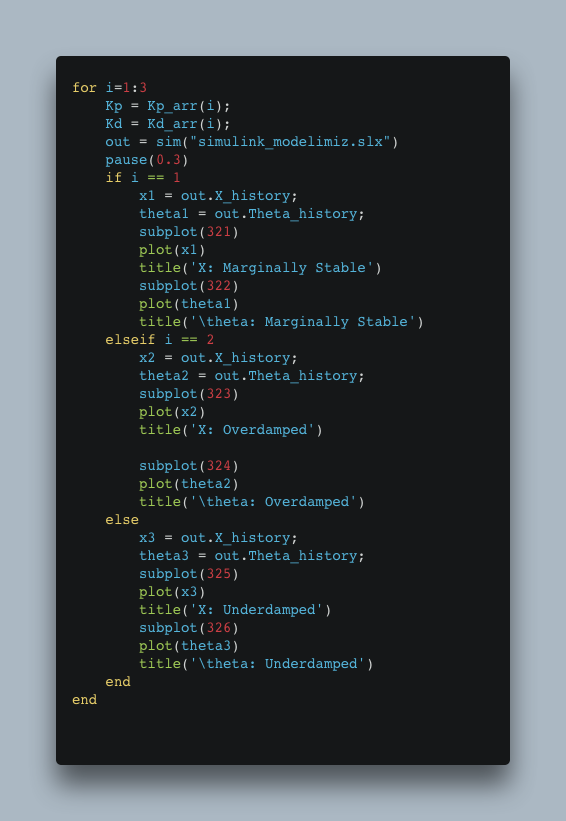 for i=1:3
    Kp = Kp_arr(i);
    Kd = Kd_arr(i);
    out = sim("simulink_modelimiz.slx")
    pause(0.3)
    if i == 1
        x1 = out.X_history;
        theta1 = out.Theta_history;
        subplot(321)
        plot(x1)
        title('X: Marginally Stable')
        subplot(322)
        plot(theta1)
        title('\theta: Marginally Stable')
    elseif i == 2
        x2 = out.X_history;
        theta2 = out.Theta_history;
        subplot(323)
        plot(x2)
        title('X: Overdamped')

        subplot(324)
        plot(theta2)
        title('\theta: Overdamped')
    else
        x3 = out.X_history;
        theta3 = out.Theta_history;
        subplot(325)
        plot(x3)
        title('X: Underdamped')
        subplot(326)
        plot(theta3)
        title('\theta: Underdamped')
    end
end